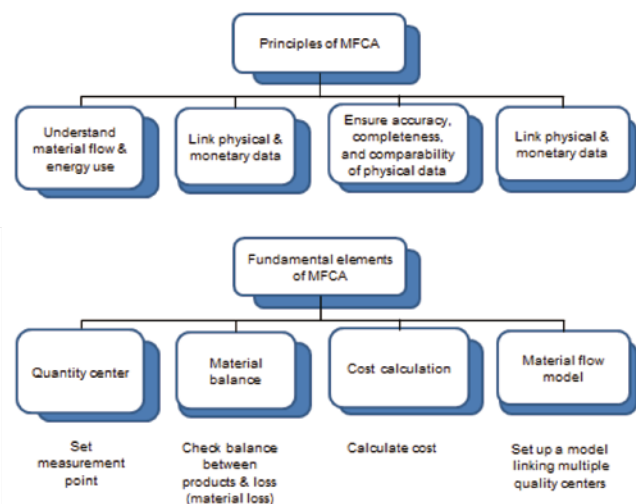 Principles of MFCA
Understand
material flow &
energy use
Link physical &
monetary data
Ensure accuracy,
completeness,
and comparability
of physical data
Link physical &
monetary data
Fundamental elements
of MFCA
Quantity center
Material
balance
Cost calculation
Material flow
model
Set
measurement
point
Check balance
between
products & loss
(material loss)
Calculate cost
Set up a model
linking multiple
quality centers